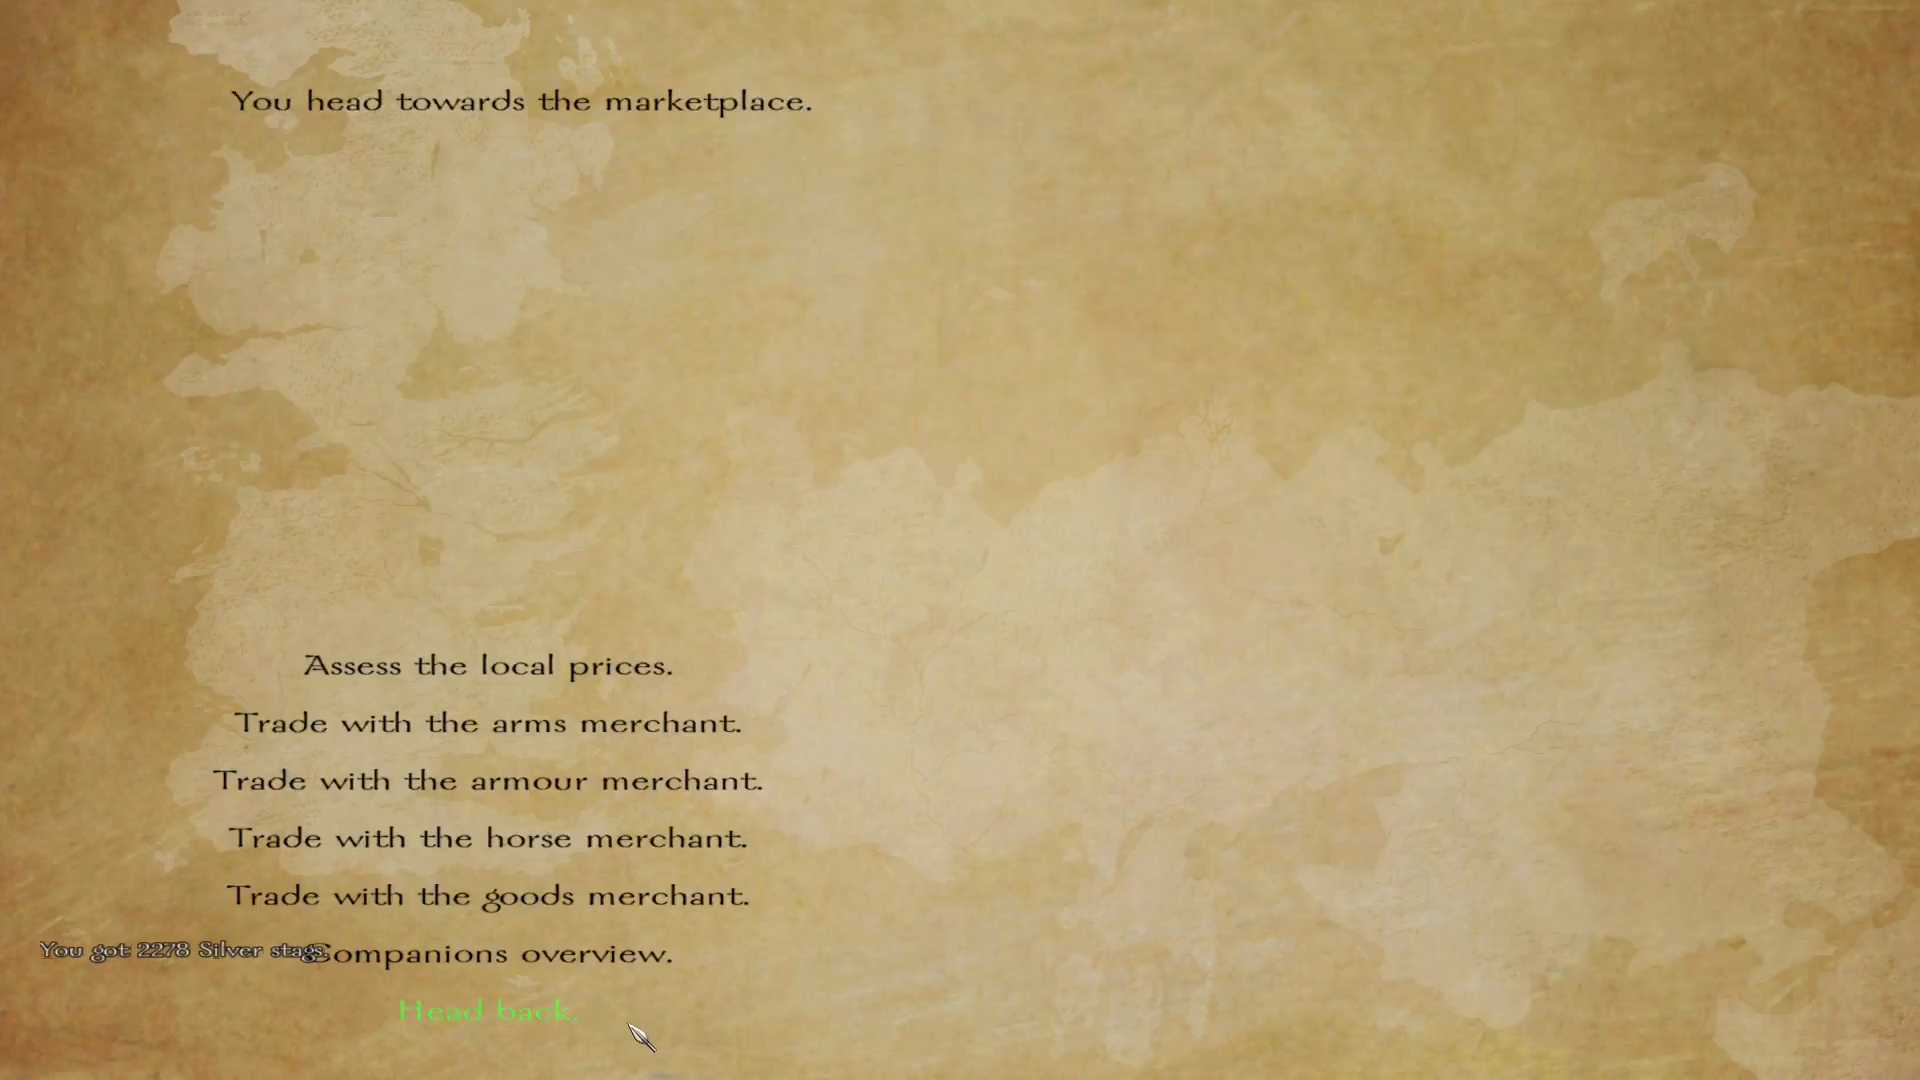 You head towards the marketplace.
Assess the local prices.
Trade with the arms merchant.
Trade with the armour merchant.
Trade with the horse merchant.
Trade with the goods merchant.
You got 2278 Silver stags.
Companions overview.
Head back.